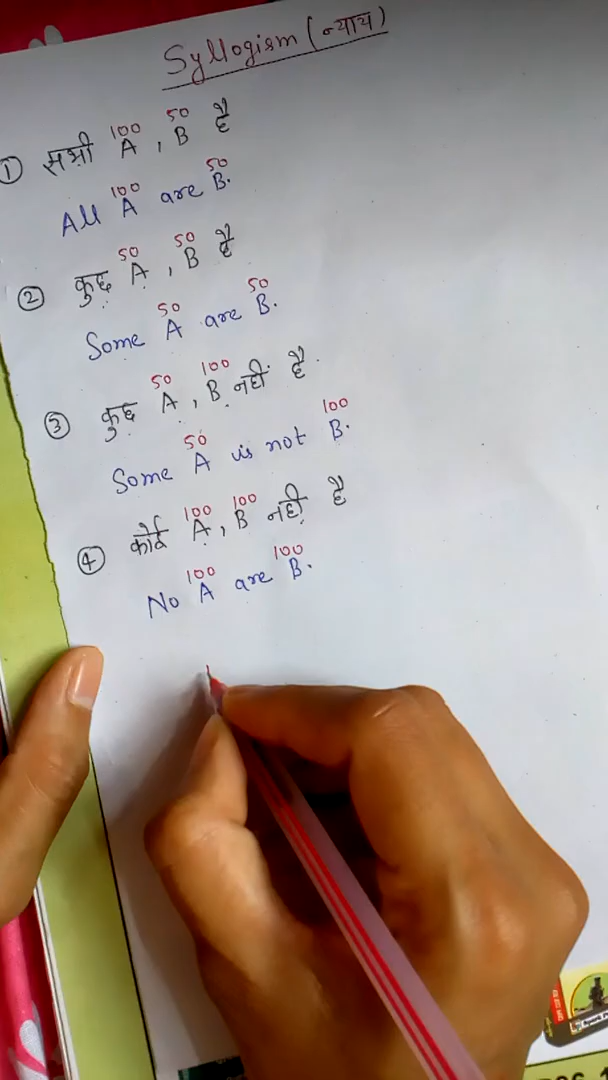 Syllogism (न्याय)
① सभी A, B है
100 50
All A are B.
100 50
② कुछ A, B है
50 50
Some A are B.
50 50
③ कुछ A, B नहीं है.
50 100
Some A is not B.
50 100
④ कोई A, B नहीं है
100 100
No A are B.
100 100